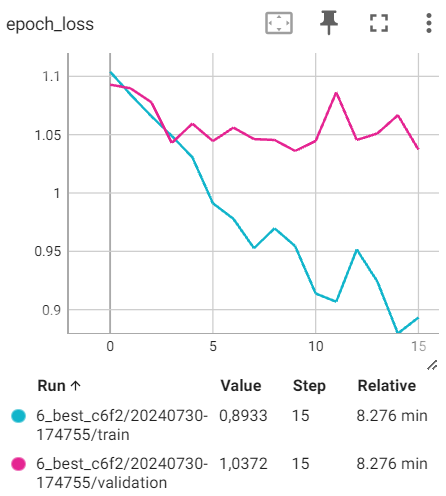 epoch_loss
1.1
1.05
1
0.95
0.9
0 5 10 15
Run ↑ Value Step Relative
6_best_c6f2/20240730- 0,8933 15 8.276 min
174755/train
6_best_c6f2/20240730- 1,0372 15 8.276 min
174755/validation